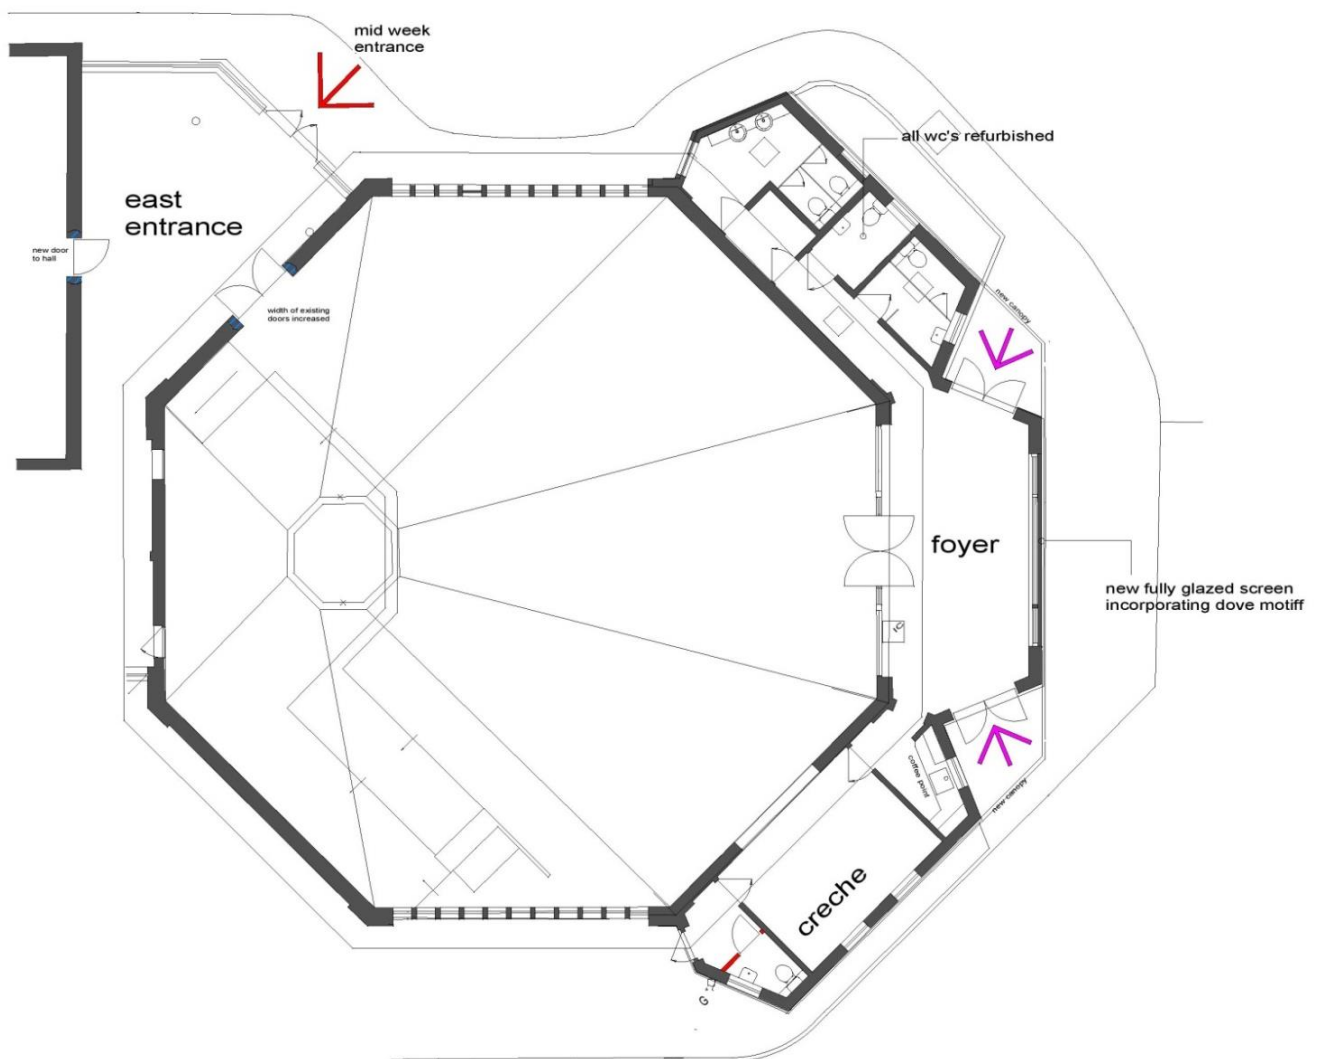 mid week
entrance
all wc's refurbished
east
entrance
new door
to hall
width of existing
doors increased
new canopy
foyer
new fully glazed screen
incorporating dove motiff
IC
coffee point
new canopy
creche
G